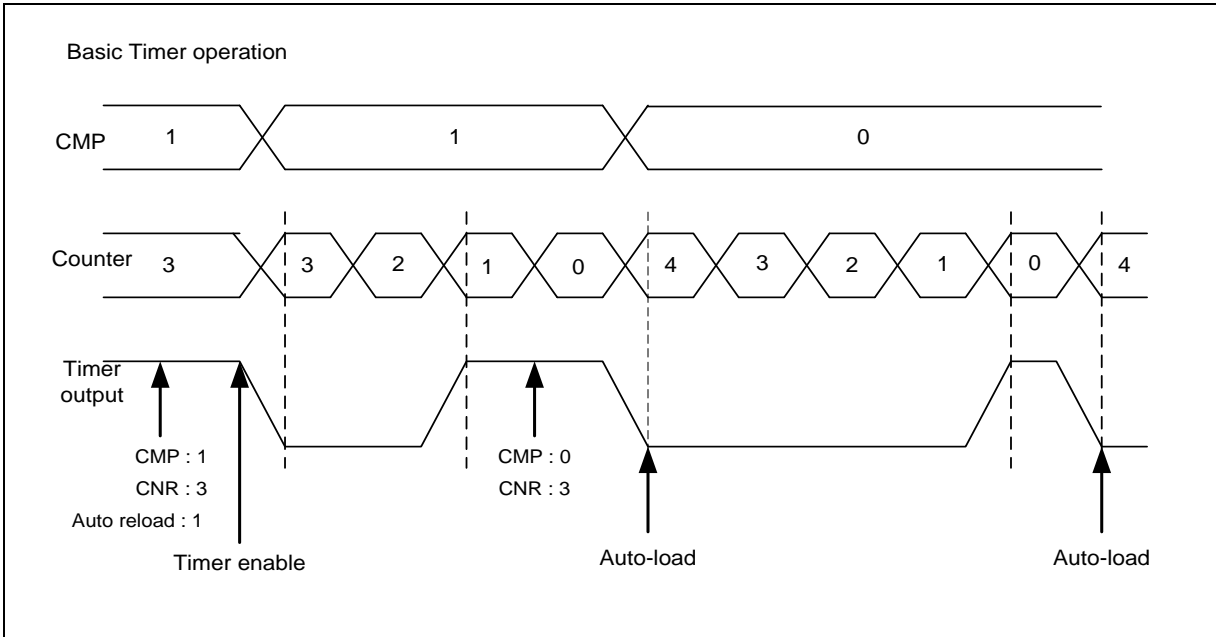 Basic Timer operation
CMP
1
1
0
Counter
3
3
2
1
0
4
3
2
1
0
4
Timer
output
CMP : 1
CNR : 3
Auto reload : 1
Timer enable
CMP : 0
CNR : 3
Auto-load
Auto-load